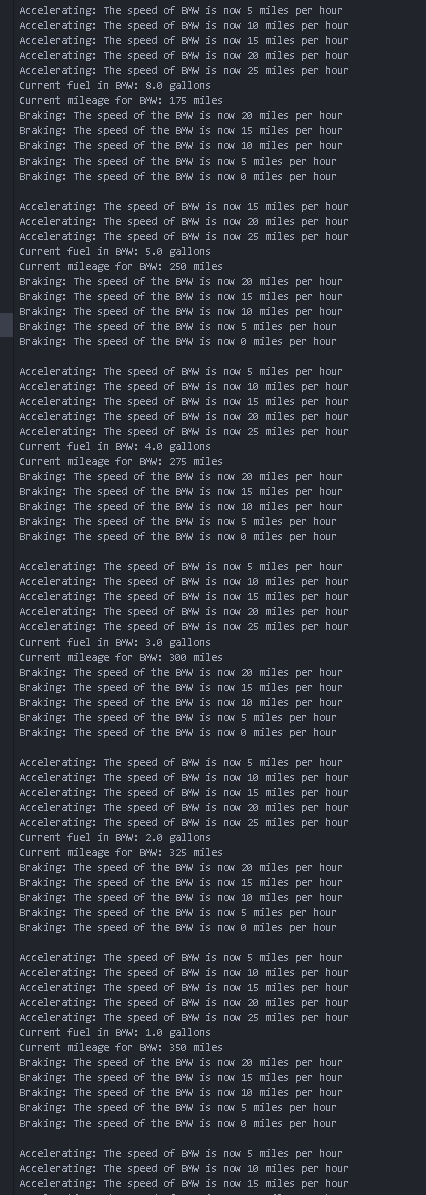 Accelerating: The speed of BMW is now 5 miles per hour
Accelerating: The speed of BMW is now 10 miles per hour
Accelerating: The speed of BMW is now 15 miles per hour
Accelerating: The speed of BMW is now 20 miles per hour
Accelerating: The speed of BMW is now 25 miles per hour
Current fuel in BMW: 8.0 gallons
Current mileage for BMW: 175 miles
Braking: The speed of the BMW is now 20 miles per hour
Braking: The speed of the BMW is now 15 miles per hour
Braking: The speed of the BMW is now 10 miles per hour
Braking: The speed of the BMW is now 5 miles per hour
Braking: The speed of the BMW is now 0 miles per hour

Accelerating: The speed of BMW is now 15 miles per hour
Accelerating: The speed of BMW is now 20 miles per hour
Accelerating: The speed of BMW is now 25 miles per hour
Current fuel in BMW: 5.0 gallons
Current mileage for BMW: 250 miles
Braking: The speed of the BMW is now 20 miles per hour
Braking: The speed of the BMW is now 15 miles per hour
Braking: The speed of the BMW is now 10 miles per hour
Braking: The speed of the BMW is now 5 miles per hour
Braking: The speed of the BMW is now 0 miles per hour

Accelerating: The speed of BMW is now 5 miles per hour
Accelerating: The speed of BMW is now 10 miles per hour
Accelerating: The speed of BMW is now 15 miles per hour
Accelerating: The speed of BMW is now 20 miles per hour
Accelerating: The speed of BMW is now 25 miles per hour
Current fuel in BMW: 4.0 gallons
Current mileage for BMW: 275 miles
Braking: The speed of the BMW is now 20 miles per hour
Braking: The speed of the BMW is now 15 miles per hour
Braking: The speed of the BMW is now 10 miles per hour
Braking: The speed of the BMW is now 5 miles per hour
Braking: The speed of the BMW is now 0 miles per hour

Accelerating: The speed of BMW is now 5 miles per hour
Accelerating: The speed of BMW is now 10 miles per hour
Accelerating: The speed of BMW is now 15 miles per hour
Accelerating: The speed of BMW is now 20 miles per hour
Accelerating: The speed of BMW is now 25 miles per hour
Current fuel in BMW: 3.0 gallons
Current mileage for BMW: 300 miles
Braking: The speed of the BMW is now 20 miles per hour
Braking: The speed of the BMW is now 15 miles per hour
Braking: The speed of the BMW is now 10 miles per hour
Braking: The speed of the BMW is now 5 miles per hour
Braking: The speed of the BMW is now 0 miles per hour

Accelerating: The speed of BMW is now 5 miles per hour
Accelerating: The speed of BMW is now 10 miles per hour
Accelerating: The speed of BMW is now 15 miles per hour
Accelerating: The speed of BMW is now 20 miles per hour
Accelerating: The speed of BMW is now 25 miles per hour
Current fuel in BMW: 2.0 gallons
Current mileage for BMW: 325 miles
Braking: The speed of the BMW is now 20 miles per hour
Braking: The speed of the BMW is now 15 miles per hour
Braking: The speed of the BMW is now 10 miles per hour
Braking: The speed of the BMW is now 5 miles per hour
Braking: The speed of the BMW is now 0 miles per hour

Accelerating: The speed of BMW is now 5 miles per hour
Accelerating: The speed of BMW is now 10 miles per hour
Accelerating: The speed of BMW is now 15 miles per hour
Accelerating: The speed of BMW is now 20 miles per hour
Accelerating: The speed of BMW is now 25 miles per hour
Current fuel in BMW: 1.0 gallons
Current mileage for BMW: 350 miles
Braking: The speed of the BMW is now 20 miles per hour
Braking: The speed of the BMW is now 15 miles per hour
Braking: The speed of the BMW is now 10 miles per hour
Braking: The speed of the BMW is now 5 miles per hour
Braking: The speed of the BMW is now 0 miles per hour

Accelerating: The speed of BMW is now 5 miles per hour
Accelerating: The speed of BMW is now 10 miles per hour
Accelerating: The speed of BMW is now 15 miles per hour